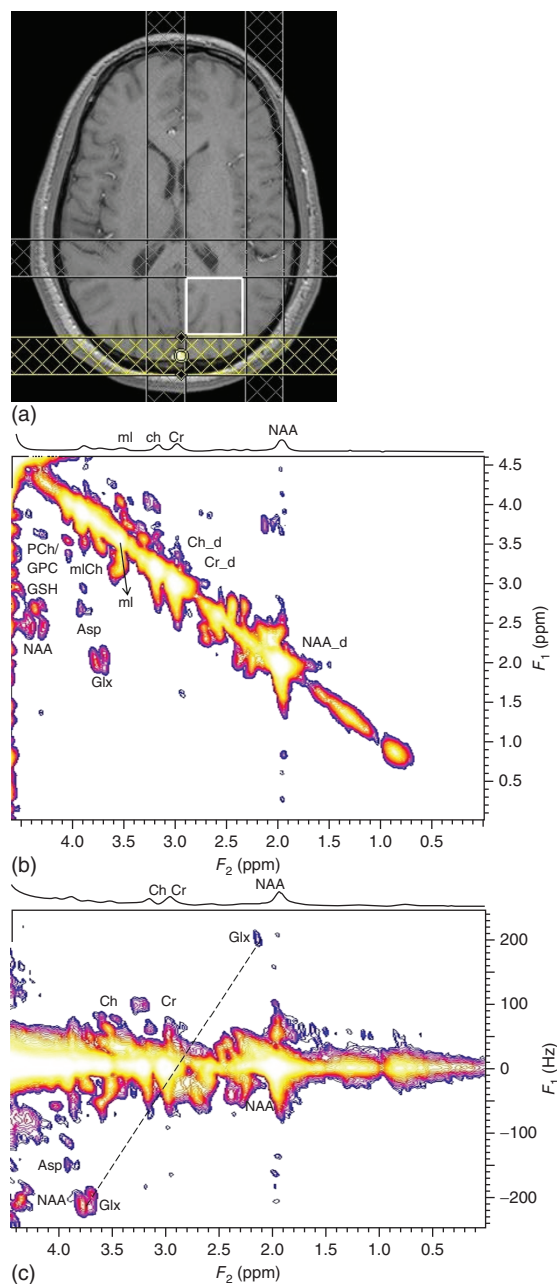 (a)
ml ch Cr NAA
4.5
4.0
3.5
3.0
2.5
2.0
1.5
1.0
0.5
F1 (ppm)
Ch_d
Cr_d
PCh/
GPC
GSH
mlCh
ml
Asp
NAA
NAA_d
Glx
4.0 3.5 3.0 2.5 2.0 1.5 1.0 0.5
F2 (ppm)
(b)
Ch Cr NAA
Glx
200
100
0
−100
−200
F1 (Hz)
Ch Cr
NAA
Asp
NAA Glx
4.0 3.5 3.0 2.5 2.0 1.5 1.0 0.5
F2 (ppm)
(c)